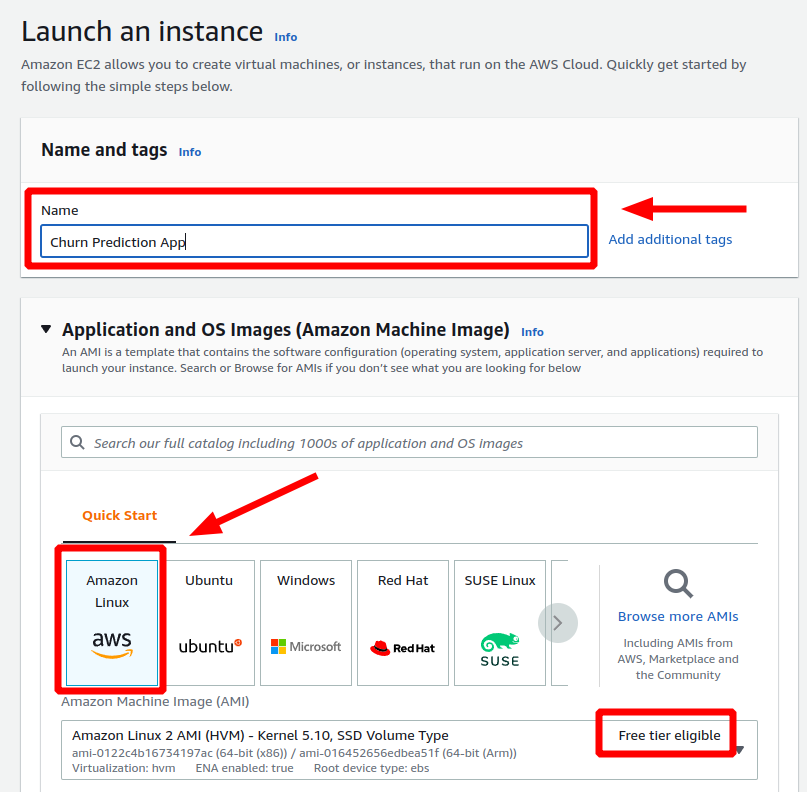 Launch an instance Info
Amazon EC2 allows you to create virtual machines, or instances, that run on the AWS Cloud. Quickly get started by
following the simple steps below.
Name and tags Info
Name
Churn Prediction App
Add additional tags
Application and OS Images (Amazon Machine Image) Info
An AMI is a template that contains the software configuration (operating system, application server, and applications) required to
launch your instance. Search or Browse for AMIs if you don't see what you are looking for below
Search our full catalog including 1000s of application and OS images
Quick Start
Amazon
Linux
aws
Ubuntu
ubuntu
Windows
Microsoft
Red Hat
Red Hat
SUSE Linux
SUSE
Browse more AMIs
Including AMIs from
AWS, Marketplace and
the Community
Amazon Machine Image (AMI)
Amazon Linux 2 AMI (HVM) - Kernel 5.10, SSD Volume Type
Free tier eligible
ami-0122c4b16734197ac (64-bit (x86)) / ami-016452656edbea51f (64-bit (Arm))
Virtualization: hvm ENA enabled: true Root device type: ebs